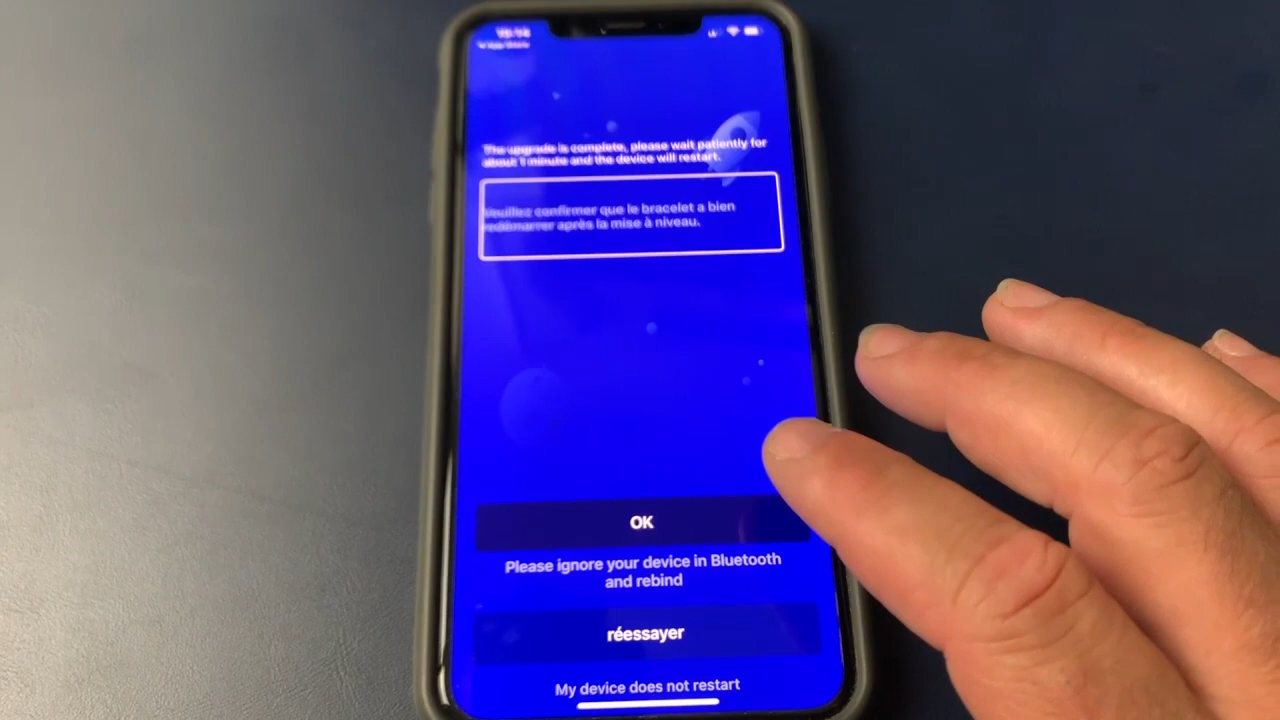 App Store
The upgrade is complete, please wait patiently for
about 1 minute and the device will restart.
Veuillez confirmer que le bracelet a bien
redémarrer après la mise à niveau.
OK
Please ignore your device in Bluetooth
and rebind
réessayer
My device does not restart